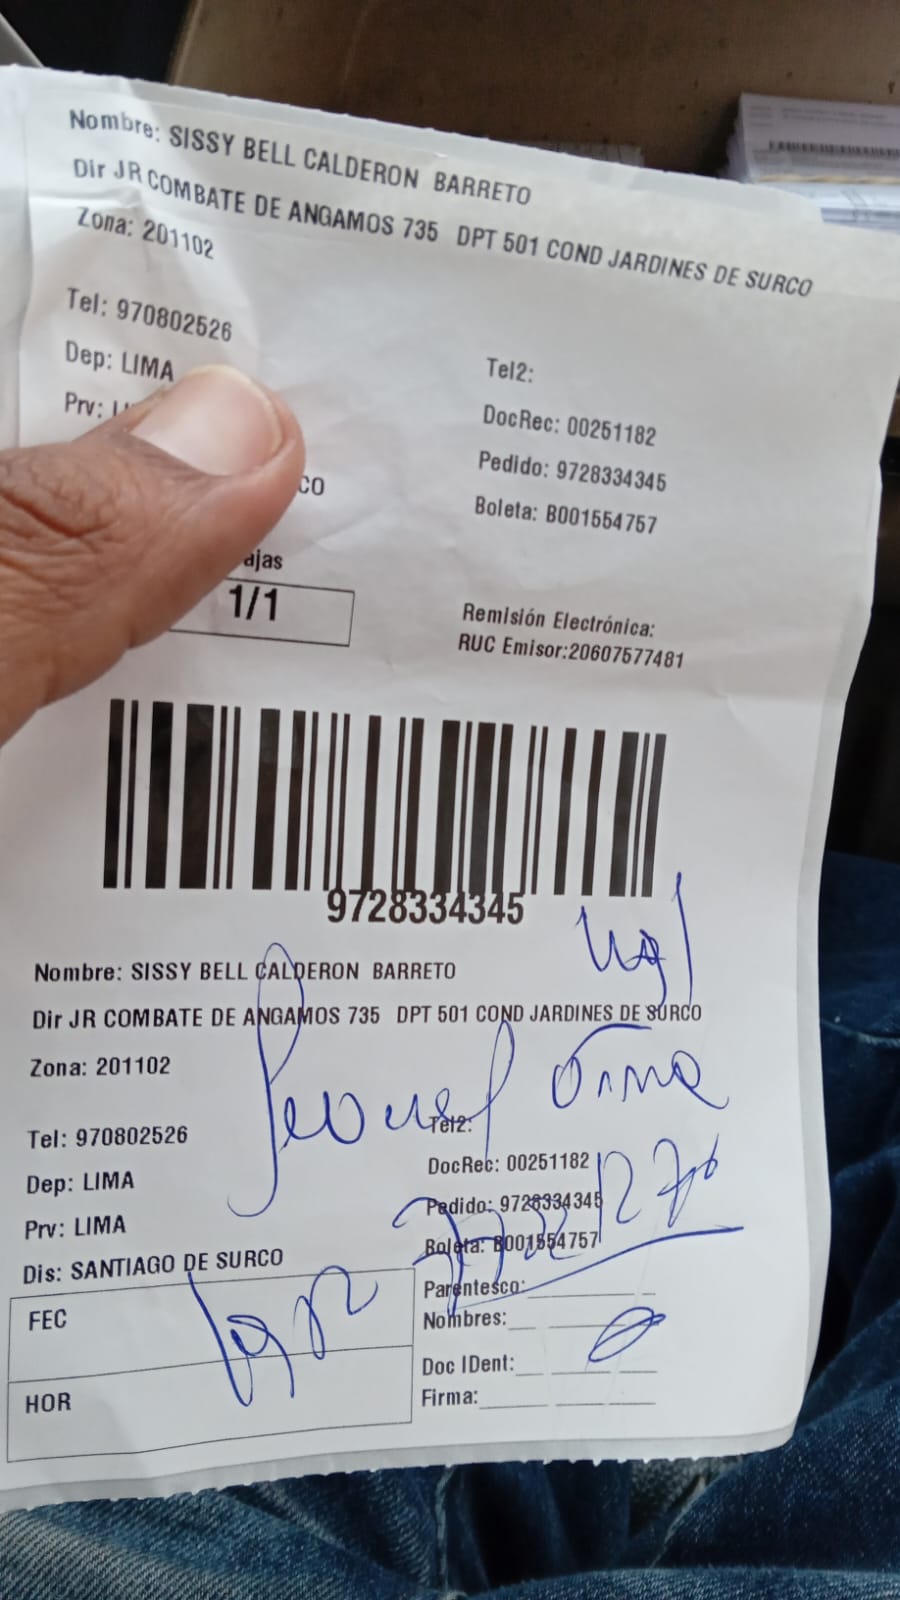 Nombre: SISSY BELL CALDERON BARRETO
Dir JR COMBATE DE ANGAMOS 735 DPT 501 COND JARDINES DE SURCO
Zona: 201102
Tel: 970802526
Tel2:
Dep: LIMA
DocRec: 00251182
Prv:
Pedido: 9728334345
CO
Boleta: B001554757
ajas
1/1
Remisión Electrónica:
RUC Emisor:20607577481
9728334345
Nombre: SISSY BELL CALDERON BARRETO
Dir JR COMBATE DE ANGAMOS 735 DPT 501 COND JARDINES DE SURCO
Zona: 201102
Tel: 970802526
Tel2:
Dep: LIMA
DocRec: 00251182
Prv: LIMA
Pedido: 9728334345
Dis: SANTIAGO DE SURCO
Boleta: B001554757
Parentesco:
FEC
Nombres:
Doc IDent:
HOR
Firma: